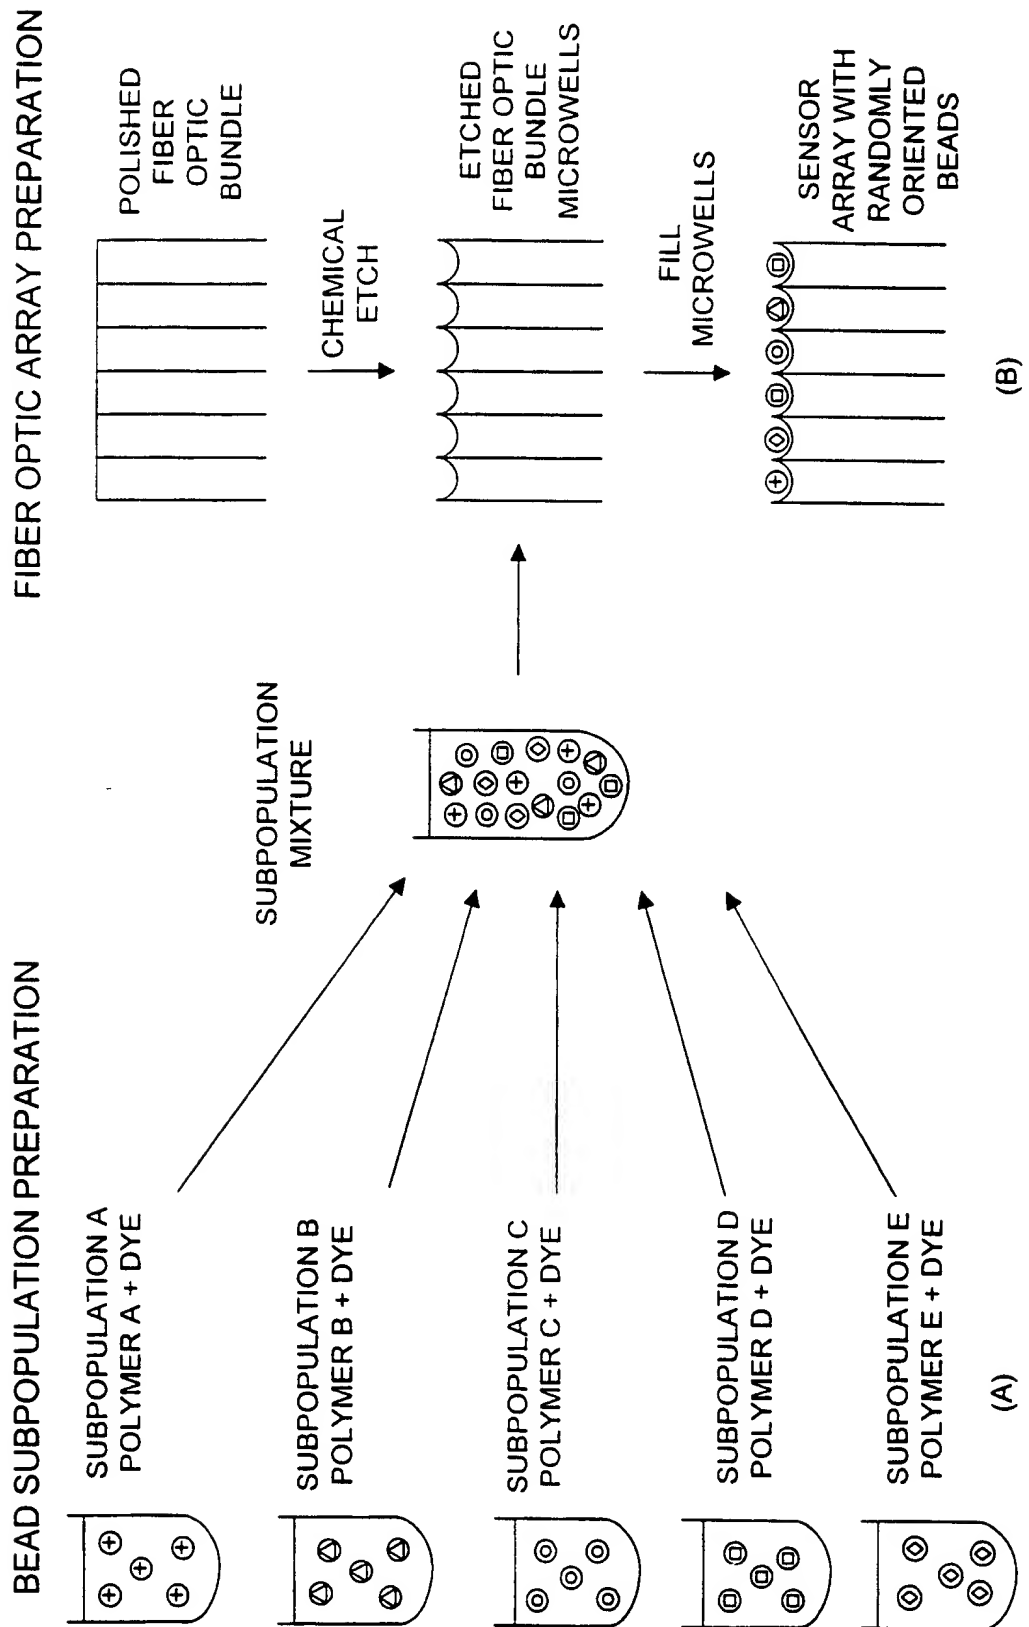 BEAD SUBPOPULATION PREPARATION
SUBPOPULATION A
POLYMER A + DYE
SUBPOPULATION B
POLYMER B + DYE
SUBPOPULATION C
POLYMER C + DYE
SUBPOPULATION D
POLYMER D + DYE
SUBPOPULATION E
POLYMER E + DYE
(A)
SUBPOPULATION
MIXTURE
FIBER OPTIC ARRAY PREPARATION
POLISHED
FIBER
OPTIC
BUNDLE
CHEMICAL
ETCH
ETCHED
FIBER OPTIC
BUNDLE
MICROWELLS
FILL
MICROWELLS
SENSOR
ARRAY WITH
RANDOMLY
ORIENTED
BEADS
(B)